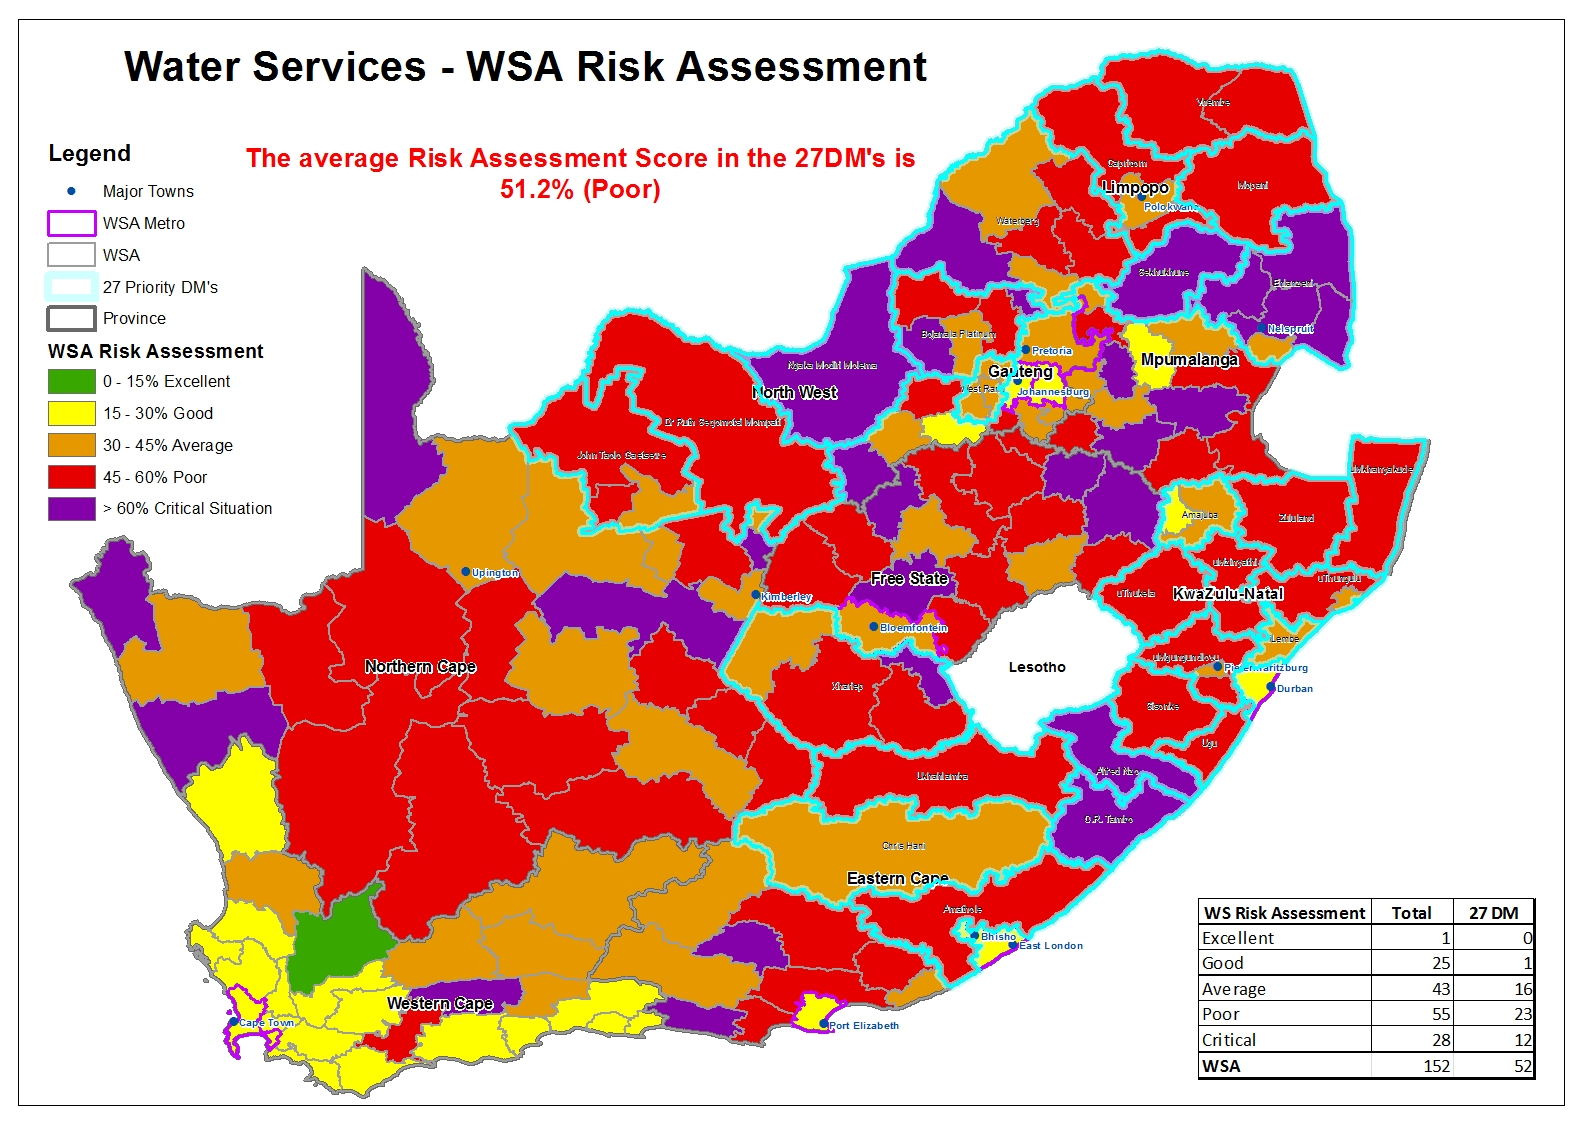 Water Services - WSA Risk Assessment
The average Risk Assessment Score in the 27DM's is
51.2% (Poor)
Legend
Major Towns
WSA Metro
WSA
27 Priority DM's
Province
WSA Risk Assessment
0 - 15% Excellent
15 - 30% Good
30 - 45% Average
45 - 60% Poor
> 60% Critical Situation
Vhembe
Capricorn
Limpopo
Mopani
Polokwane
Waterberg
Sekhukhune
Ehlanzeni
Nelspruit
Bojanala Platinum
Pretoria
Mpumalanga
Ngaka Modiri Molema
Gauteng
North West
West Rand
Johannesburg
Dr Ruth Segomotsi Mompati
John Taolo Gaetsewe
Umkhanyakude
Amajuba
Zululand
Upington
Free State
Umzinyathi
uThungulu
Kimberley
uThukela
KwaZulu-Natal
Bloemfontein
iLembe
Northern Cape
Lesotho
uMgungundlovu
Pietermaritzburg
Xhariep
Durban
Sisonke
Ugu
Ukhahlamba
Alfred Nzo
O.R. Tambo
Chris Hani
Eastern Cape
Amathole
Bhisho
East London
Western Cape
Cape Town
Port Elizabeth
WS Risk Assessment Total 27 DM
Excellent 1 0
Good 25 1
Average 43 16
Poor 55 23
Critical 28 12
WSA 152 52